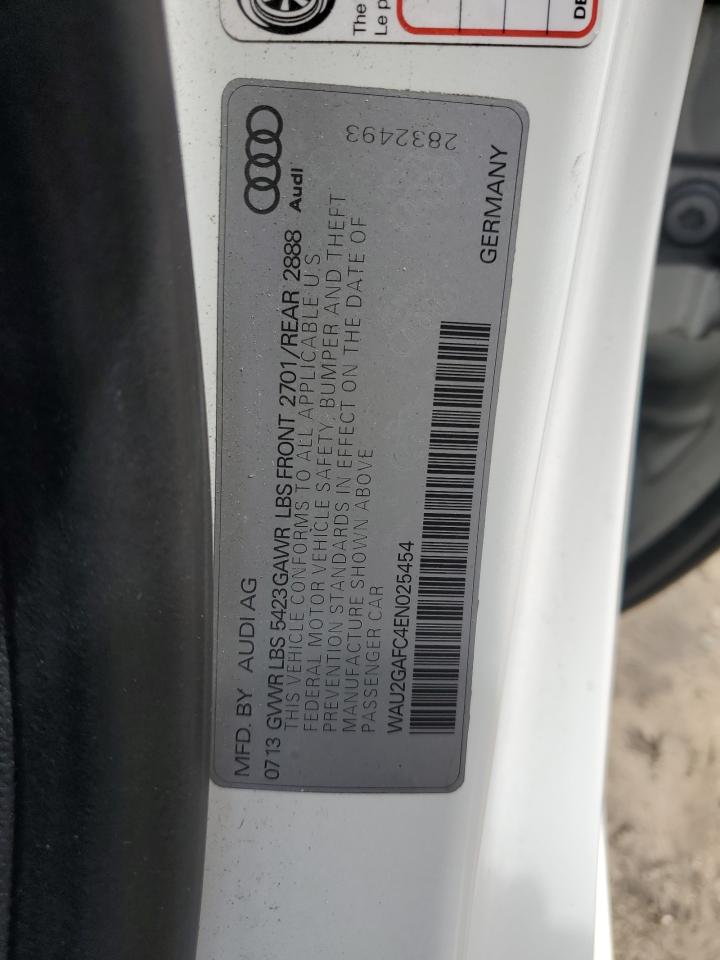 The
Le p
DE
Audi
2832493
MFD. BY AUDI AG
0713 GVWR LBS 5423 GAWR LBS FRONT 2701/REAR 2888
THIS VEHICLE CONFORMS TO ALL APPLICABLE U S
FEDERAL MOTOR VEHICLE SAFETY, BUMPER AND THEFT
PREVENTION STANDARDS IN EFFECT ON THE DATE OF
MANUFACTURE SHOWN ABOVE
PASSENGER CAR
WAU2GAFC4EN025454
GERMANY